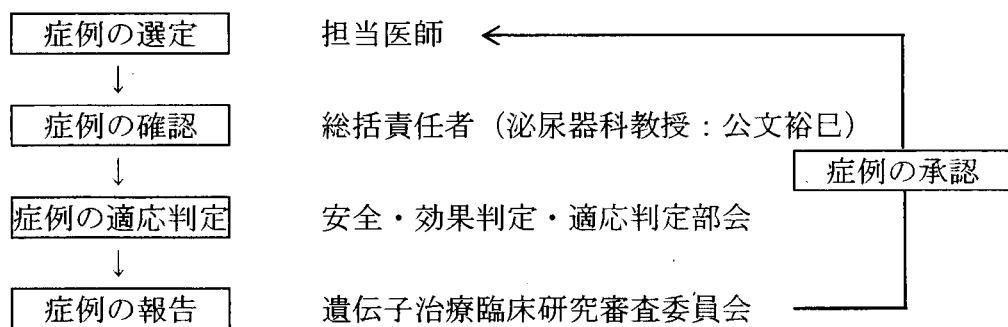 症例の選定 担当医師
症例の確認 総括責任者（泌尿器科教授：公文裕巳）
症例の承認
症例の適応判定 安全・効果判定・適応判定部会
症例の報告 遺伝子治療臨床研究審査委員会